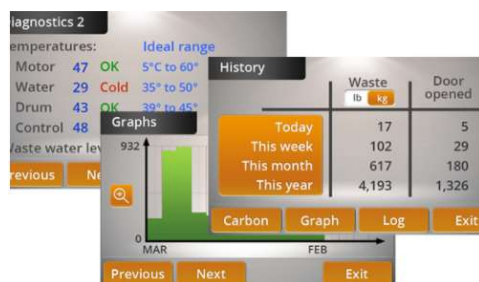 iagnostics 2
emperatures: Ideal range
Motor 47 OK 5°C to 60°
Water 29 Cold 35° to 50°
Drum 43 OK 39° to 45°
Control 48
Waste water lev
revious Ne
Graphs
932
0
MAR FEB
Previous Next Exit
History
Waste Door opened
lb kg
Today 17 5
This week 102 29
This month 617 180
This year 4,193 1,326
Carbon Graph Log Exit